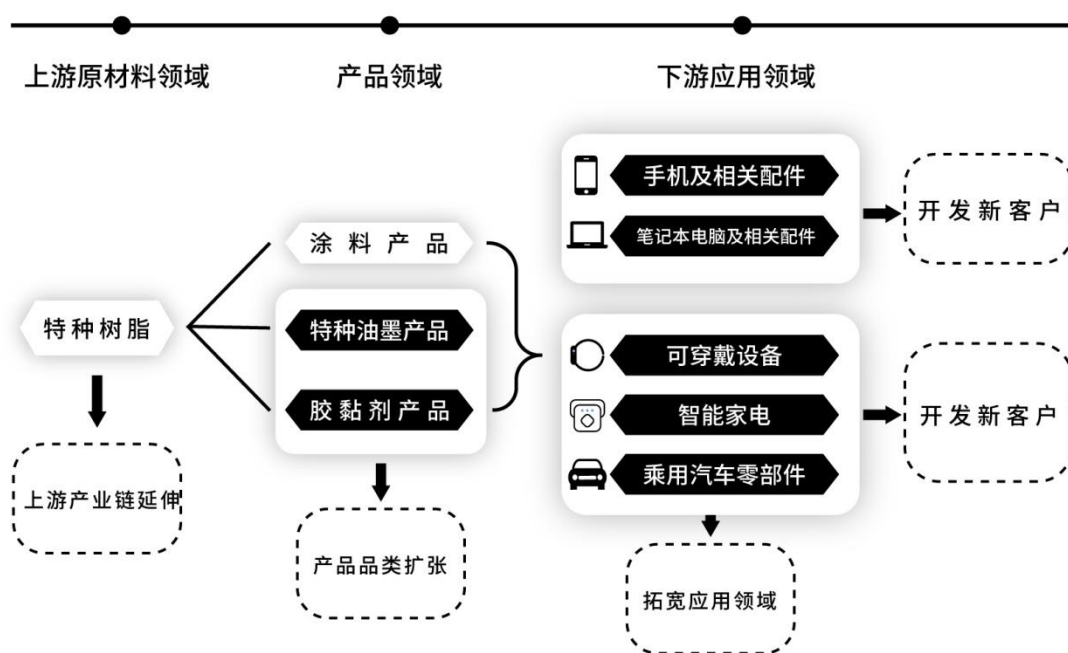 上游原材料领域
产品领域
下游应用领域
特种树脂
上游产业链延伸
涂料产品
特种油墨产品
胶黏剂产品
产品品类扩张
手机及相关配件
笔记本电脑及相关配件
开发新客户
可穿戴设备
智能家电
乘用汽车零部件
开发新客户
拓宽应用领域